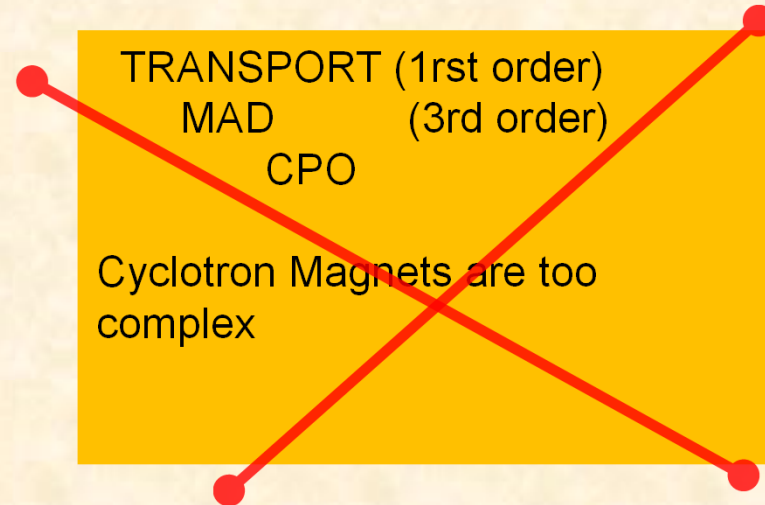 TRANSPORT (1rst order)
MAD (3rd order)
CPO
Cyclotron Magnets are too
complex